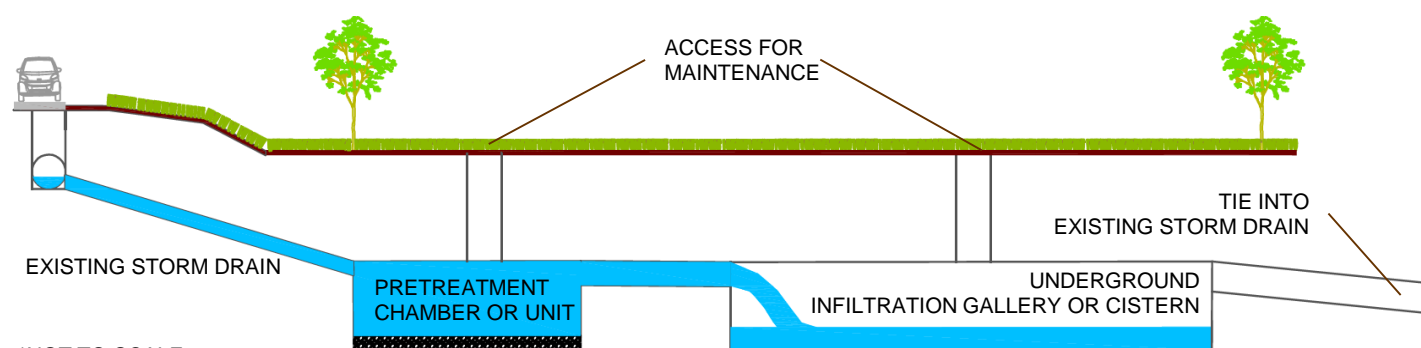 ACCESS FOR
MAINTENANCE
TIE INTO
EXISTING STORM DRAIN
EXISTING STORM DRAIN
PRETREATMENT
CHAMBER OR UNIT
UNDERGROUND
INFILTRATION GALLERY OR CISTERN